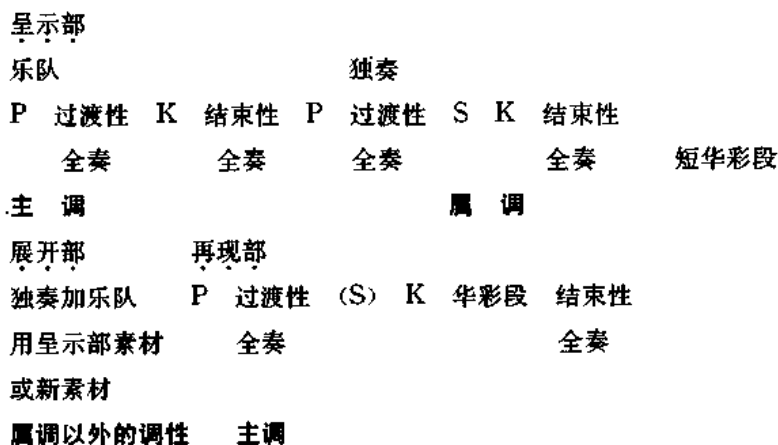 呈示部
乐队 独奏
P 过渡性 K 结束性 P 过渡性 S K 结束性
全奏 全奏 全奏 全奏 短华彩段
主 调 属 调
展开部 再现部
独奏加乐队 P 过渡性 (S) K 华彩段 结束性
用呈示部素材 全奏 全奏
或新素材
属调以外的调性 主调